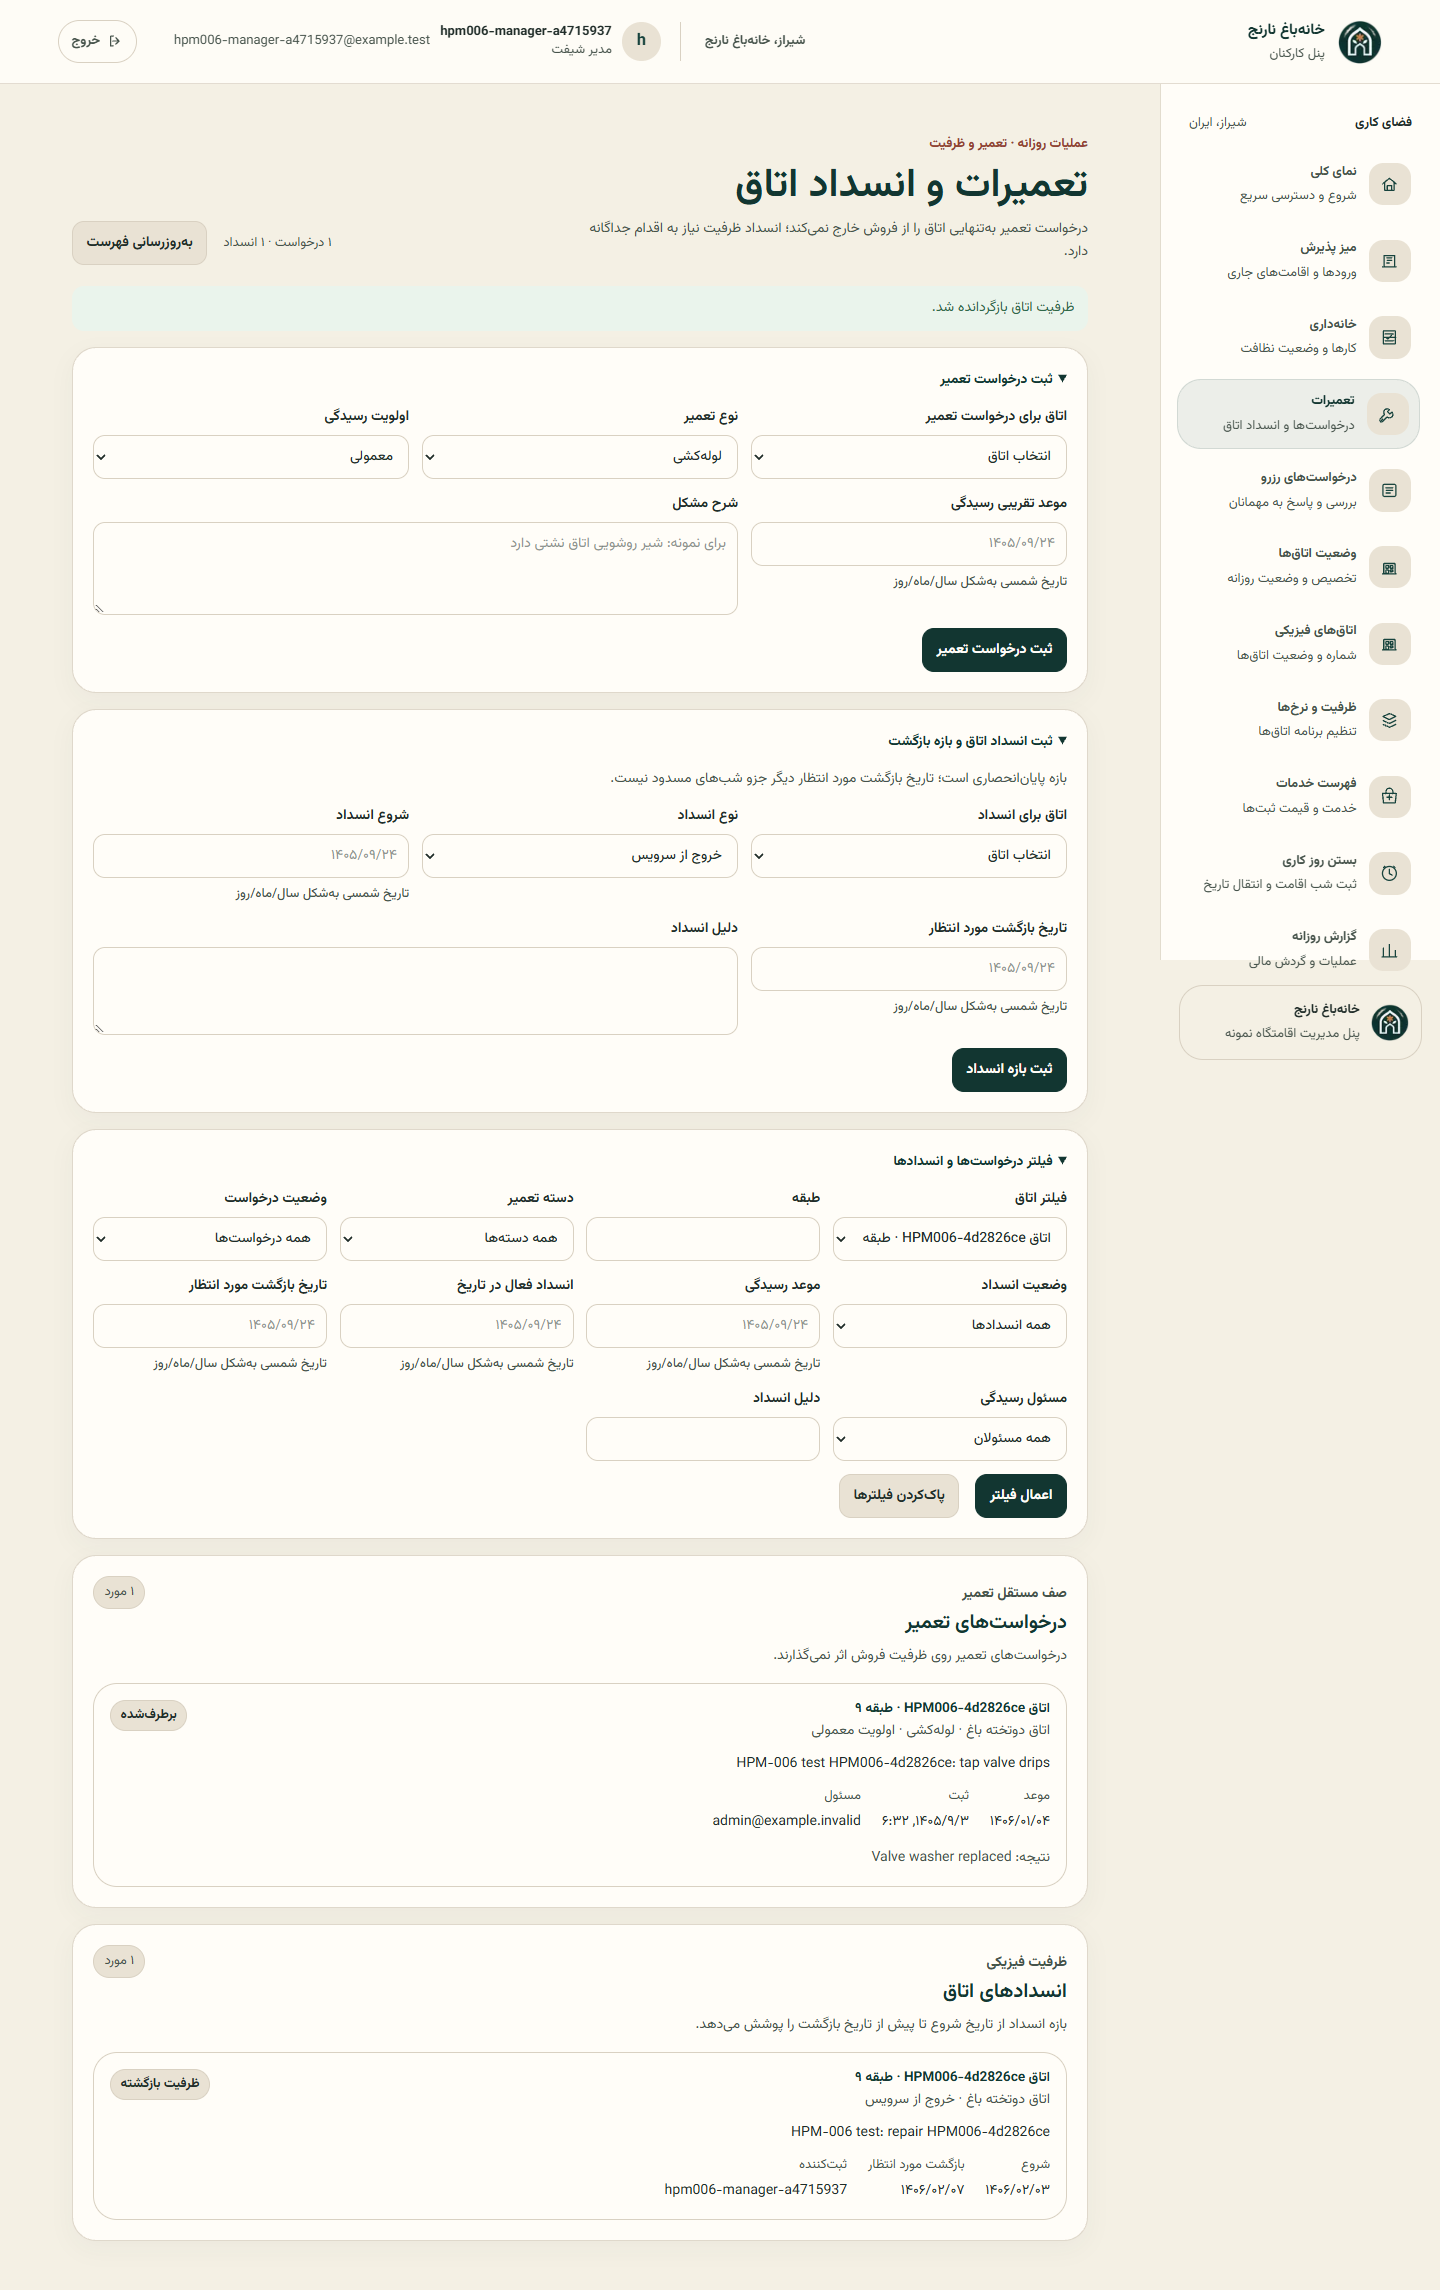 خانه‌باغ نارنج
پنل کارکنان
شیراز، خانه‌باغ نارنج
h
hpm006-manager-a4715937
مدیر شیفت
hpm006-manager-a4715937@example.test
خروج
فضای کاری
شیراز، ایران
نمای کلی
شروع و دسترسی سریع
میز پذیرش
ورودها و اقامت‌های جاری
خانه‌داری
کارها و وضعیت نظافت
تعمیرات
درخواست‌ها و انسداد اتاق
درخواست‌های رزرو
بررسی و پاسخ به مهمانان
وضعیت اتاق‌ها
تخصیص و وضعیت روزانه
اتاق‌های فیزیکی
شماره و وضعیت اتاق‌ها
ظرفیت و نرخ‌ها
تنظیم برنامه اتاق‌ها
فهرست خدمات
خدمت و قیمت ثبت‌ها
بستن روز کاری
ثبت شب اقامت و انتقال تاریخ
گزارش روزانه
عملیات و گردش مالی
خانه‌باغ نارنج
پنل مدیریت اقامتگاه نمونه
عملیات روزانه · تعمیر و ظرفیت
تعمیرات و انسداد اتاق
درخواست تعمیر به‌تنهایی اتاق را از فروش خارج نمی‌کند؛ انسداد ظرفیت نیاز به اقدام جداگانه
دارد.
۱ درخواست · ۱ انسداد
به‌روزرسانی فهرست
ظرفیت اتاق بازگردانده شد.
▼ ثبت درخواست تعمیر
اتاق برای درخواست تعمیر
نوع تعمیر
اولویت رسیدگی
انتخاب اتاق
لوله‌کشی
معمولی
موعد تقریبی رسیدگی
شرح مشکل
۱۴۰۵/۰۹/۲۴
برای نمونه: شیر روشویی اتاق نشتی دارد
تاریخ شمسی به‌شکل سال/ماه/روز
ثبت درخواست تعمیر
▼ ثبت انسداد اتاق و بازه بازگشت
بازه پایان‌انحصاری است؛ تاریخ بازگشت مورد انتظار دیگر جزو شب‌های مسدود نیست.
اتاق برای انسداد
نوع انسداد
شروع انسداد
انتخاب اتاق
خروج از سرویس
۱۴۰۵/۰۹/۲۴
تاریخ شمسی به‌شکل سال/ماه/روز
تاریخ بازگشت مورد انتظار
دلیل انسداد
۱۴۰۵/۰۹/۲۴
تاریخ شمسی به‌شکل سال/ماه/روز
ثبت بازه انسداد
▼ فیلتر درخواست‌ها و انسدادها
فیلتر اتاق
طبقه
دسته تعمیر
وضعیت درخواست
اتاق HPM006-4d2826ce · طبقه
همه دسته‌ها
همه درخواست‌ها
وضعیت انسداد
موعد رسیدگی
انسداد فعال در تاریخ
تاریخ بازگشت مورد انتظار
همه انسدادها
۱۴۰۵/۰۹/۲۴
۱۴۰۵/۰۹/۲۴
۱۴۰۵/۰۹/۲۴
تاریخ شمسی به‌شکل سال/ماه/روز
تاریخ شمسی به‌شکل سال/ماه/روز
تاریخ شمسی به‌شکل سال/ماه/روز
مسئول رسیدگی
دلیل انسداد
همه مسئولان
اعمال فیلتر
پاک‌کردن فیلترها
صف مستقل تعمیر
۱ مورد
درخواست‌های تعمیر
درخواست‌های تعمیر روی ظرفیت فروش اثر نمی‌گذارند.
اتاق HPM006-4d2826ce · طبقه ۹
برطرف‌شده
اتاق دوتخته باغ · لوله‌کشی · اولویت معمولی
HPM-006 test HPM006-4d2826ce: tap valve drips
موعد
ثبت
مسئول
۱۴۰۶/۰۱/۰۴
۱۴۰۵/۹/۳, ۶:۳۲
admin@example.invalid
نتیجه: Valve washer replaced
ظرفیت فیزیکی
۱ مورد
انسدادهای اتاق
بازه انسداد از تاریخ شروع تا پیش از تاریخ بازگشت را پوشش می‌دهد.
اتاق HPM006-4d2826ce · طبقه ۹
ظرفیت بازگشته
اتاق دوتخته باغ · خروج از سرویس
HPM-006 test: repair HPM006-4d2826ce
شروع
بازگشت مورد انتظار
ثبت‌کننده
۱۴۰۶/۰۲/۰۳
۱۴۰۶/۰۲/۰۷
hpm006-manager-a4715937